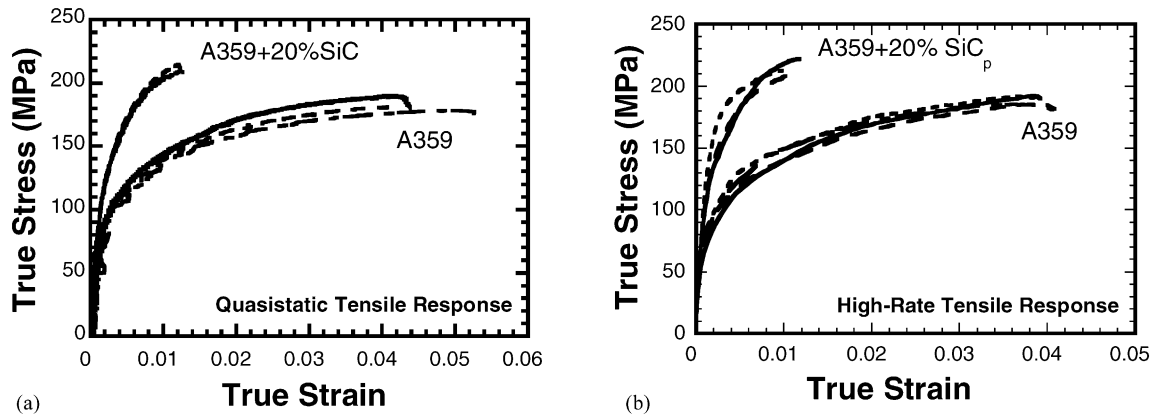 (a)
True Stress (MPa)
250
200
150
100
50
0
A359+20%SiC
A359
Quasistatic Tensile Response
0 0.01 0.02 0.03 0.04 0.05 0.06
True Strain
(b)
True Stress (MPa)
250
200
150
100
50
0
A359+20% SiCp
A359
High-Rate Tensile Response
0 0.01 0.02 0.03 0.04 0.05
True Strain